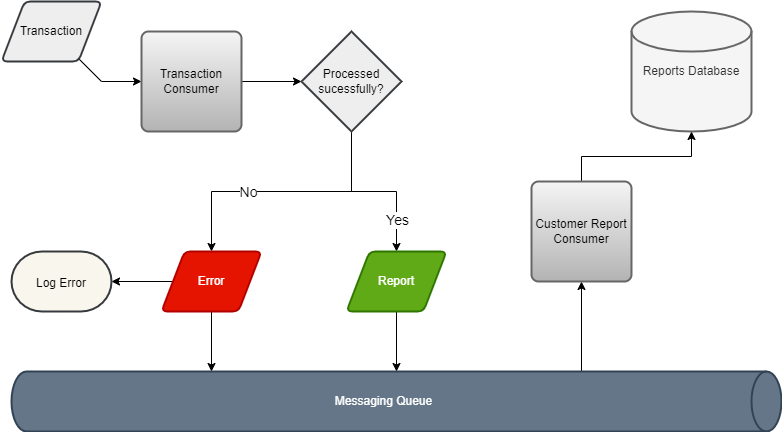 Transaction
Transaction
Consumer
Processed
sucessfully?
Reports Database
No
Yes
Customer Report
Consumer
Log Error
Error
Report
Messaging Queue